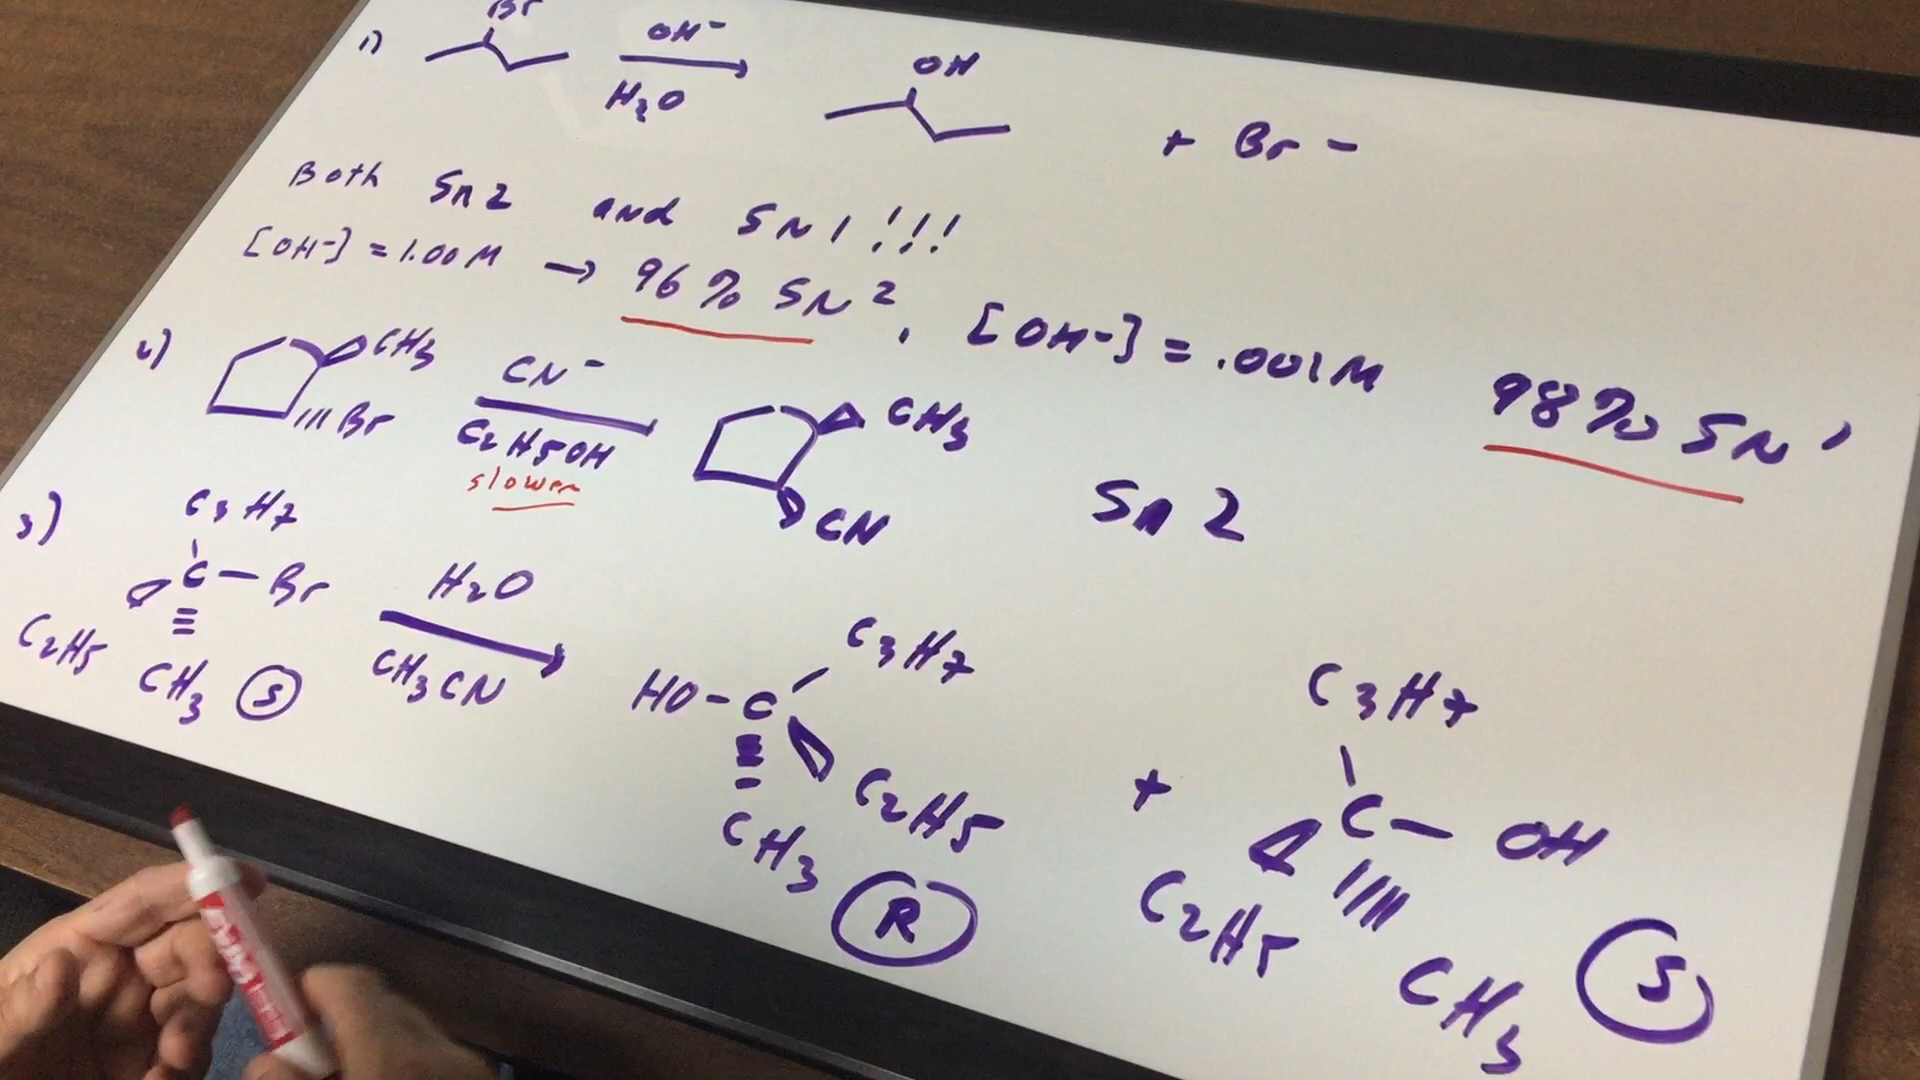 1) Br OH- H2O OH + Br -
Both Sn2 and SN1!!!
[OH-] = 1.00M → 96% SN2, [OH-] = .001M 98% SN1
2) CH3 Br CN- C2H5OH CH3 CN Sn2
slower
3) C3H7 C - Br C2H5 CH3 S H2O CH3CN HO - C C3H7 C2H5 CH3 R + C3H7 C - OH C2H5 CH3 S